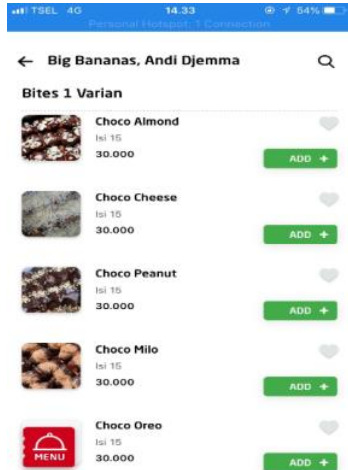 TSEL 4G 14.33 54%
Personal Hotspot: 1 Connection
Big Bananas, Andi Djemma
Bites 1 Varian
Choco Almond
Isi 15
30.000
ADD +
Choco Cheese
Isi 15
30.000
ADD +
Choco Peanut
Isi 15
30.000
ADD +
Choco Milo
Isi 15
30.000
ADD +
Choco Oreo
Isi 15
30.000
MENU
ADD +